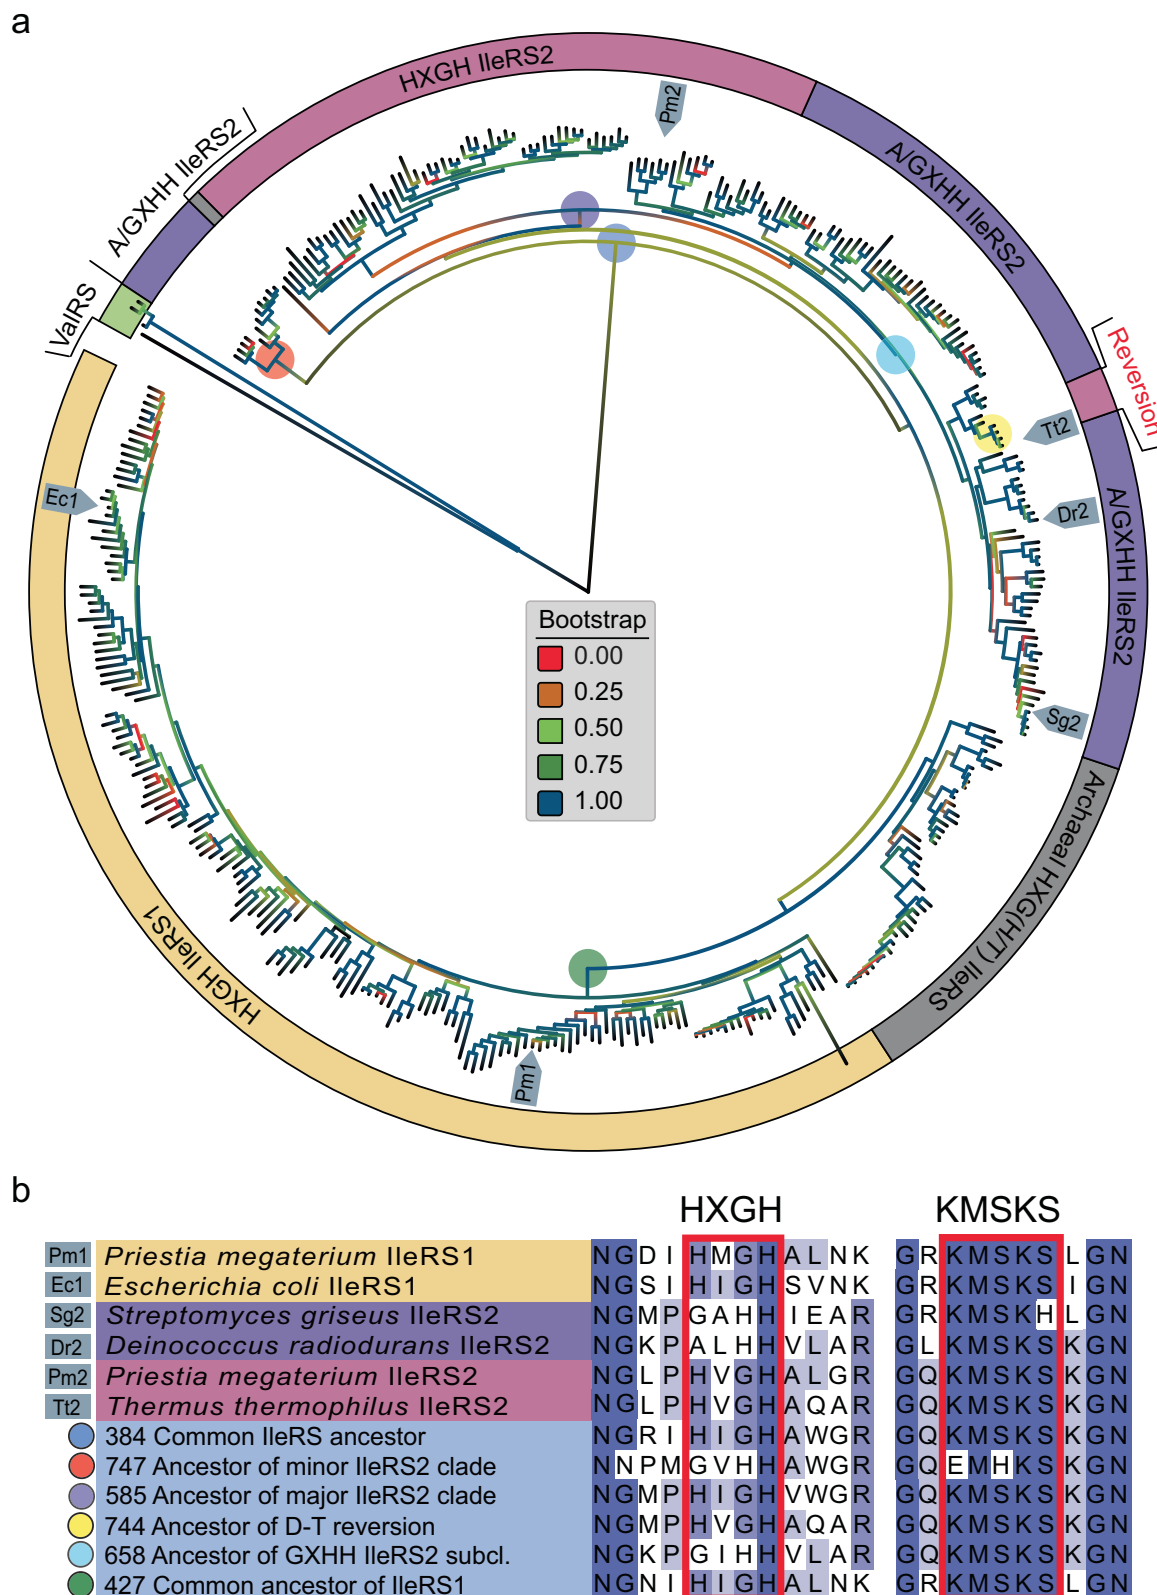 a
HXGH IleRS2
Pm2
A/GXHH IleRS2
A/GXHH IleRS2
ValRS
Reversion
Tt2
Ec1
Dr2
A/GXHH IleRS2
Bootstrap
0.00
0.25
0.50
0.75
1.00
Sg2
Archaeal HXG(H/T) IleRS
HXGH IleRS1
Pm1
b
HXGH KMSKS
Pm1 Priestia megaterium IleRS1 NGDIHMGHALNK GRKMSKSLGN
Ec1 Escherichia coli IleRS1 NGSIHIGHSVNK GRKMSKSIGN
Sg2 Streptomyces griseus IleRS2 NGMPGAHHIEAR GRKMSKHLGN
Dr2 Deinococcus radiodurans IleRS2 NGKPALHHVLAR GLKMSKSKGN
Pm2 Priestia megaterium IleRS2 NGLPHVGHALGR GQKMSKSKGN
Tt2 Thermus thermophilus IleRS2 NGLPHVGHAQAR GQKMSKSKGN
384 Common IleRS ancestor NGRIHIGHAWGR GQKMSKSKGN
747 Ancestor of minor IleRS2 clade NNPMGVHHAWGR GQEMHKSKGN
585 Ancestor of major IleRS2 clade NGMPHIGHVWGR GQKMSKSKGN
744 Ancestor of D-T reversion NGMPHVGHAQAR GQKMSKSKGN
658 Ancestor of GXHH IleRS2 subcl. NGKPGIHHVLAR GQKMSKSKGN
427 Common ancestor of IleRS1 NGNIHIGHALNK GRKMSKSLGN